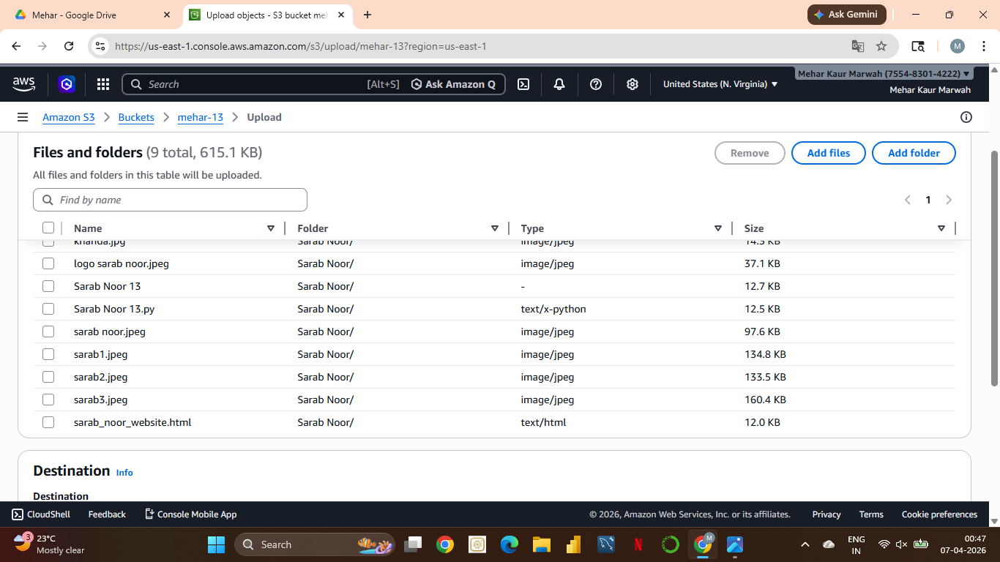 Mehar - Google Drive
Upload objects - S3 bucket meh
Ask Gemini
https://us-east-1.console.aws.amazon.com/s3/upload/mehar-13?region=us-east-1
M
aws
Search [Alt+S] Ask Amazon Q
United States (N. Virginia)
Mehar Kaur Marwah (7554-8301-4222)
Mehar Kaur Marwah
Amazon S3 > Buckets > mehar-13 > Upload
Files and folders (9 total, 615.1 KB)
Remove Add files Add folder
All files and folders in this table will be uploaded.
Find by name
1
Name Folder Type Size
khanda.jpg Sarab Noor/ image/jpeg 14.5 KB
logo sarab noor.jpeg Sarab Noor/ image/jpeg 37.1 KB
Sarab Noor 13 Sarab Noor/ - 12.7 KB
Sarab Noor 13.py Sarab Noor/ text/x-python 12.5 KB
sarab noor.jpeg Sarab Noor/ image/jpeg 97.6 KB
sarab1.jpeg Sarab Noor/ image/jpeg 134.8 KB
sarab2.jpeg Sarab Noor/ image/jpeg 133.5 KB
sarab3.jpeg Sarab Noor/ image/jpeg 160.4 KB
sarab_noor_website.html Sarab Noor/ text/html 12.0 KB
Destination Info
Destination
CloudShell Feedback Console Mobile App © 2026, Amazon Web Services, Inc. or its affiliates. Privacy Terms Cookie preferences
3
23°C
Mostly clear
Search
M
ENG
IN
00:47
07-04-2026